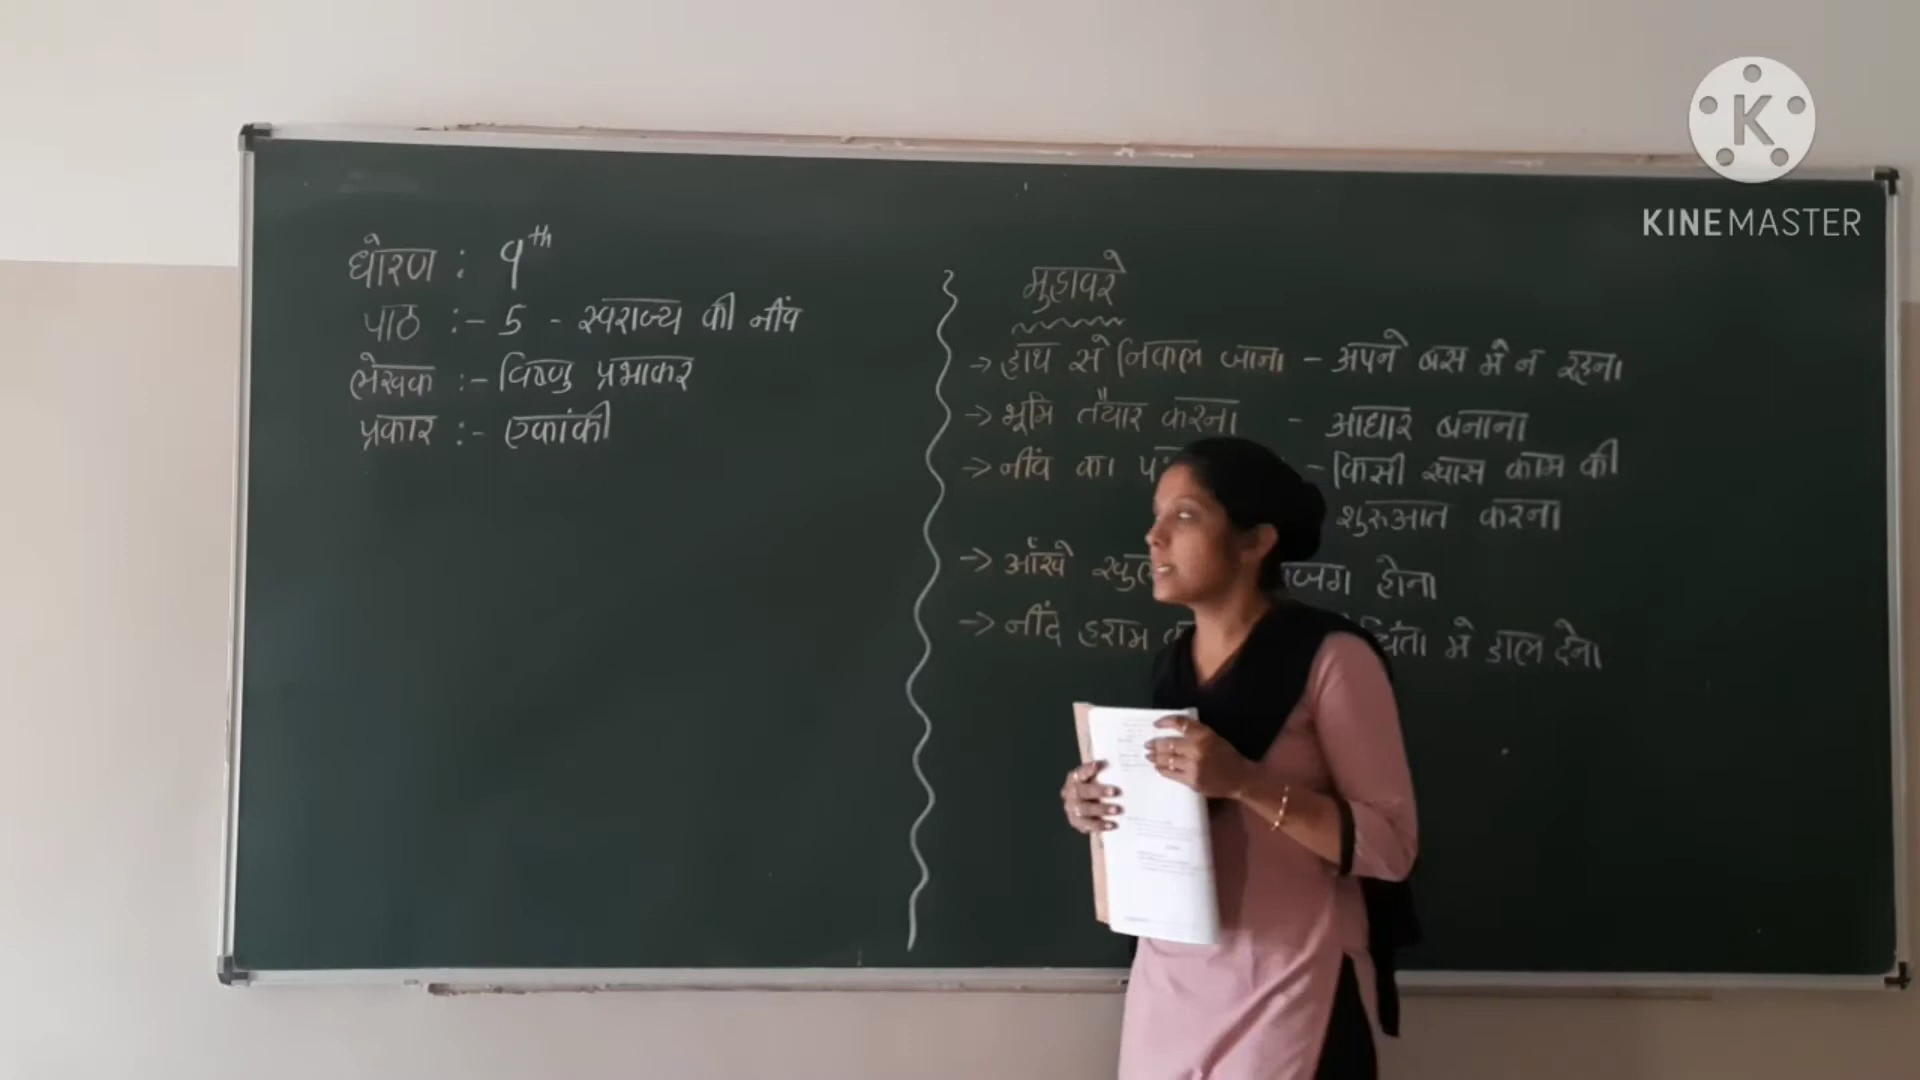 धोरण : 9th
पाठ :- 5 - स्वराज्य की नींव
लेखक :- विष्णु प्रभाकर
प्रकार :- एकांकी
मुहावरे
→ हाथ से निकल जाना - अपने बस में न रहना
→ भूमि तैयार करना - आधार बनाना
→ नींव का - किसी खास काम की
शुरुआत करना
→ आँखे होना
→ नींद हराम चिंता मे डाल देना
K
KINEMASTER